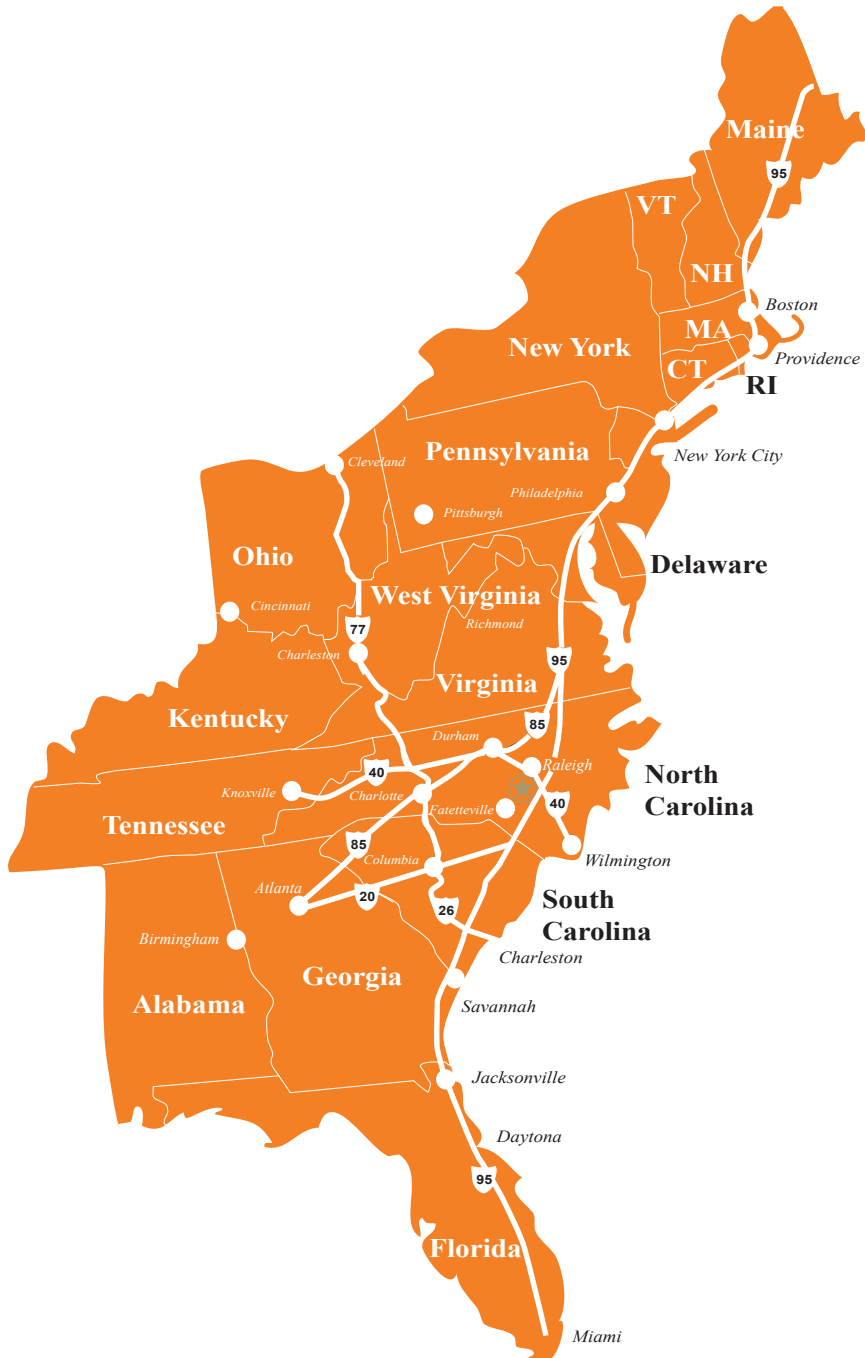 Maine
95
VT
NH
Boston
MA
New York
Providence
CT
RI
Pennsylvania
New York City
Cleveland
Philadelphia
Pittsburgh
Ohio
Delaware
West Virginia
Cincinnati
Richmond
77
Charleston
95
Virginia
Kentucky
85
Durham
Raleigh
40
North
Carolina
Knoxville
Charlotte
40
Fatetteville
Tennessee
85
Columbia
Wilmington
Atlanta
20
South
Carolina
26
Birmingham
Charleston
Georgia
Alabama
Savannah
Jacksonville
Daytona
95
Florida
Miami